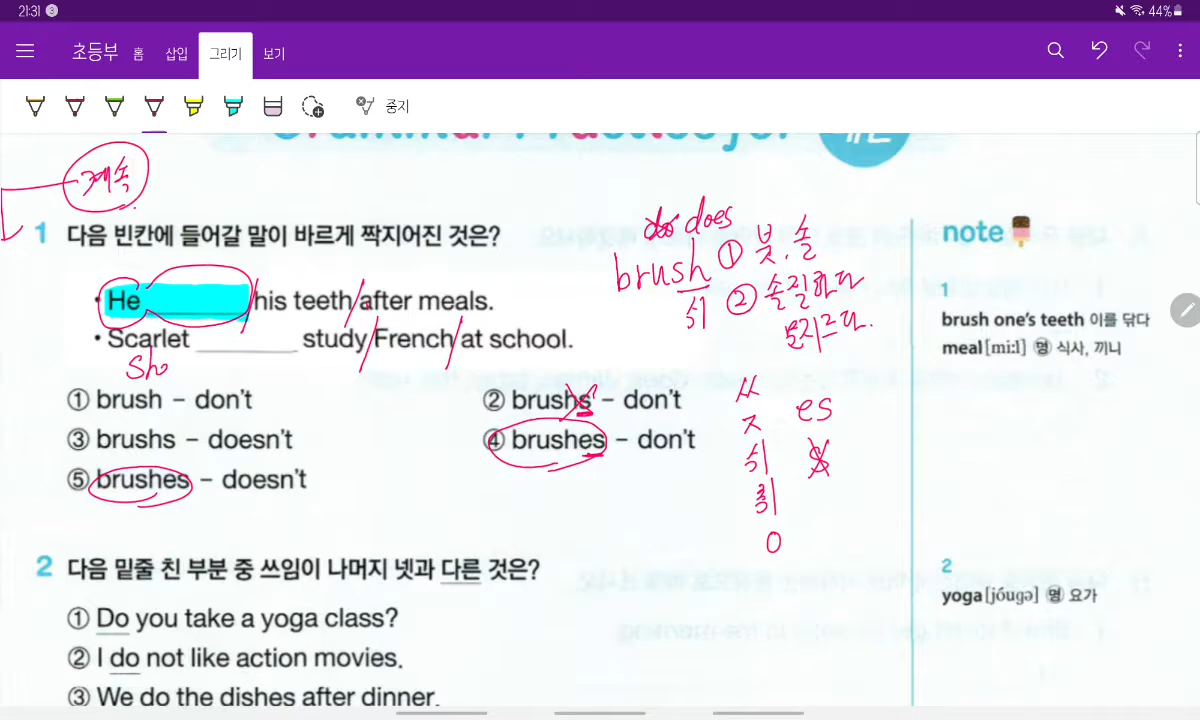 21:31 3 44%
초등부 홈 삽입 그리기 보기
중지
계속
do does
1 다음 빈칸에 들어갈 말이 바르게 짝지어진 것은?
brush ① 붓, 솔
쉬 ② 솔질하다
문지르다.
• He ________ his teeth after meals.
• Scarlet ________ study French at school.
She
① brush – don't
② brushs – don't
③ brushs – doesn't
④ brushes – don't
⑤ brushes – doesn't
ㅆ
ㅈ es
쉬 s
취
o
note
1
brush one's teeth 이를 닦다
meal[miːl] 명 식사, 끼니
2 다음 밑줄 친 부분 중 쓰임이 나머지 넷과 다른 것은?
① Do you take a yoga class?
② I do not like action movies.
③ We do the dishes after dinner.
2
yoga[jóuɡə] 명 요가